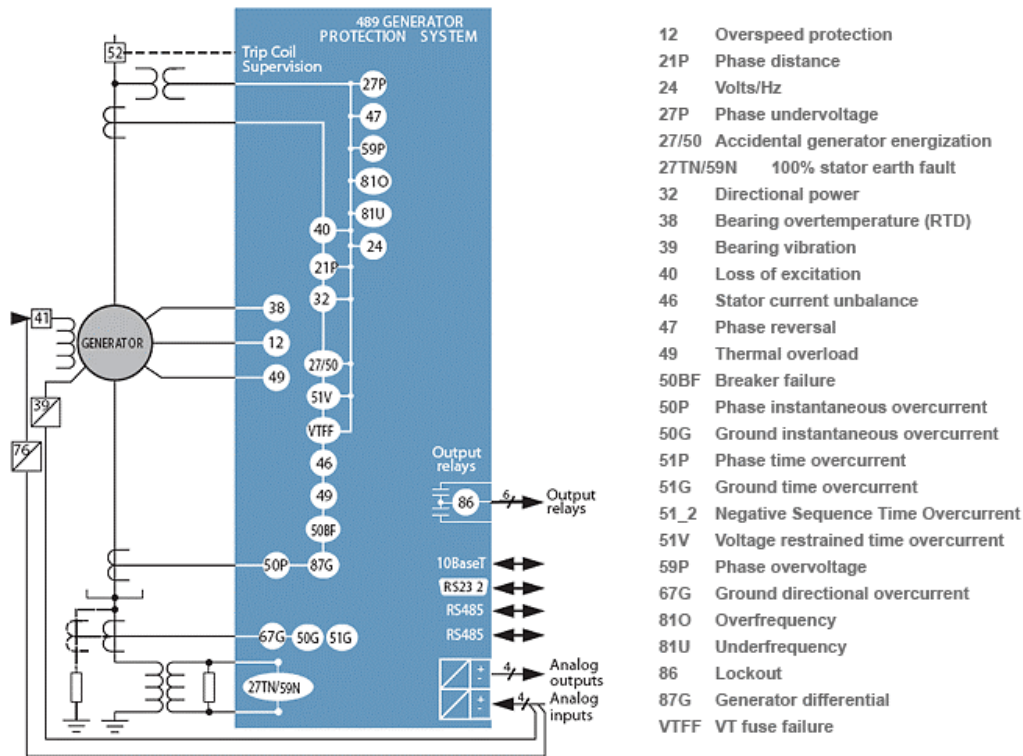 489 GENERATOR
PROTECTION SYSTEM
52
Trip Coil
Supervision
27P
47
59P
81O
81U
40
24
21P
32
38
41
GENERATOR
12
27/50
49
51V
39
VTFF
76
46
Output
relays
49
86
6
Output
relays
50BF
50P
87G
10BaseT
RS23 2
RS485
RS485
67G
50G
51G
27TN/59N
+
-
4
Analog
outputs
+
-
4
Analog
inputs
12 Overspeed protection
21P Phase distance
24 Volts/Hz
27P Phase undervoltage
27/50 Accidental generator energization
27TN/59N 100% stator earth fault
32 Directional power
38 Bearing overtemperature (RTD)
39 Bearing vibration
40 Loss of excitation
46 Stator current unbalance
47 Phase reversal
49 Thermal overload
50BF Breaker failure
50P Phase instantaneous overcurrent
50G Ground instantaneous overcurrent
51P Phase time overcurrent
51G Ground time overcurrent
51_2 Negative Sequence Time Overcurrent
51V Voltage restrained time overcurrent
59P Phase overvoltage
67G Ground directional overcurrent
81O Overfrequency
81U Underfrequency
86 Lockout
87G Generator differential
VTFF VT fuse failure